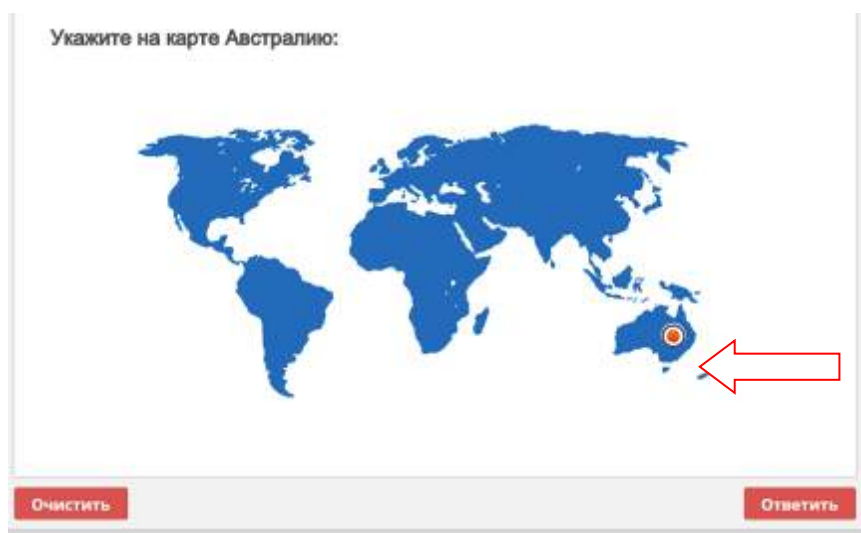 Укажите на карте Австралию:
Очистить
Ответить